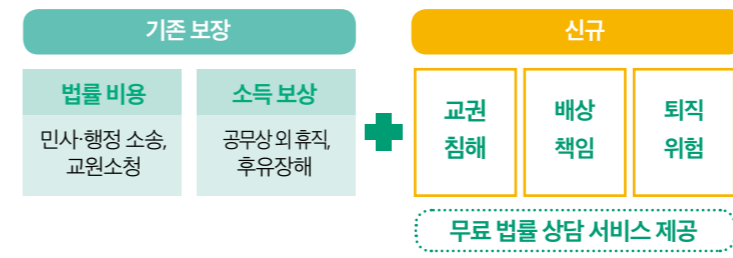 기존 보장
신규
법률 비용
민사·행정 소송,
교원소청
소득 보상
공무상 외 휴직,
후유장해
교권
침해
배상
책임
퇴직
위험
무료 법률 상담 서비스 제공